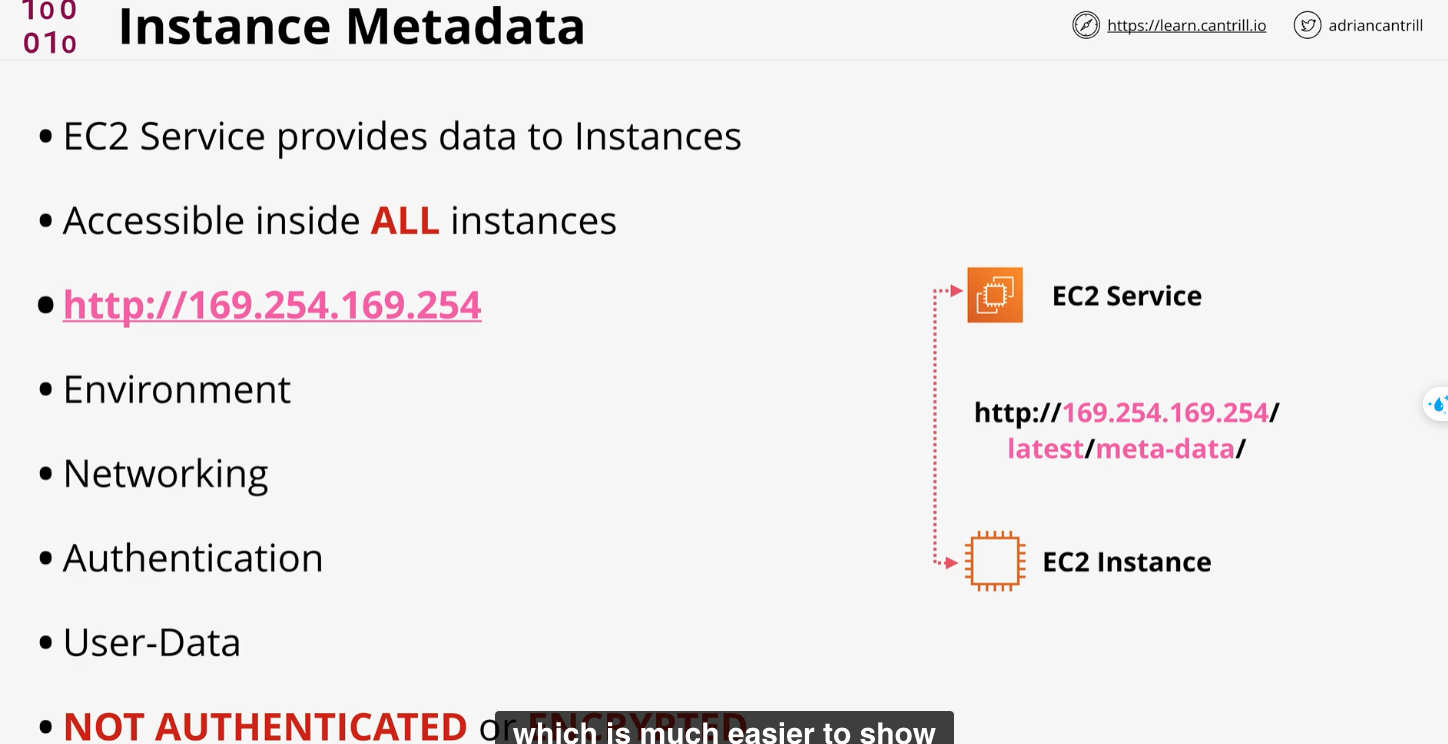 100
010
Instance Metadata
https://learn.cantrill.io
adriancantrill
• EC2 Service provides data to Instances
• Accessible inside ALL instances
• http://169.254.169.254
• Environment
• Networking
• Authentication
• User-Data
• NOT AUTHENTICATED or ENCRYPTED
EC2 Service
http://169.254.169.254/
latest/meta-data/
EC2 Instance
which is much easier to show